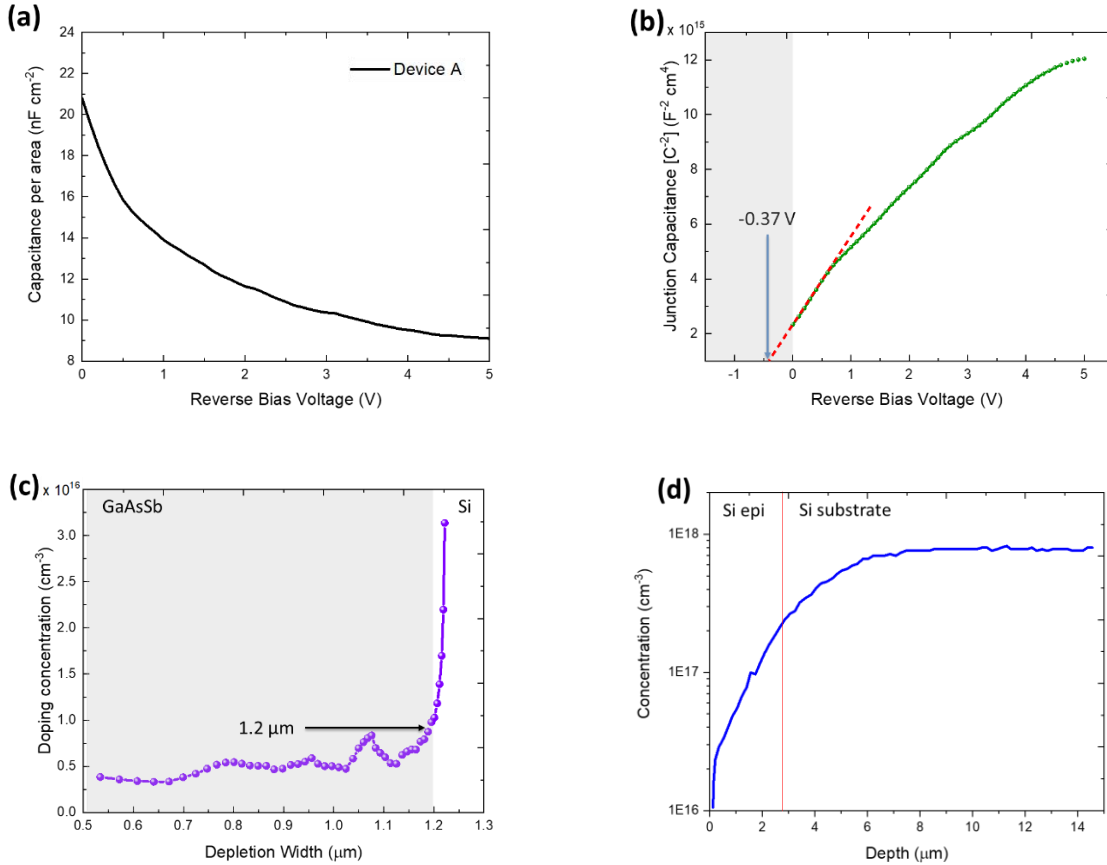 (a)
Device A
24
22
21
20
18
16
14
12
10
8
0
1
2
3
4
5
Capacitance per area (nF cm⁻²)
Reverse Bias Voltage (V)
(b)
x 10¹⁵
-0.37 V
12
10
8
6
4
2
-1
0
1
2
3
4
5
Junction Capacitance [C⁻²] (F⁻² cm⁴)
Reverse Bias Voltage (V)
(c)
x 10¹⁶
GaAsSb
Si
1.2 µm
3.0
2.5
2.0
1.5
1.0
0.5
0.0
0.5
0.6
0.7
0.8
0.9
1.0
1.1
1.2
1.3
Doping concentration (cm⁻³)
Depletion Width (µm)
(d)
Si epi
Si substrate
1E18
1E17
1E16
0
2
4
6
8
10
12
14
Concentration (cm⁻³)
Depth (µm)